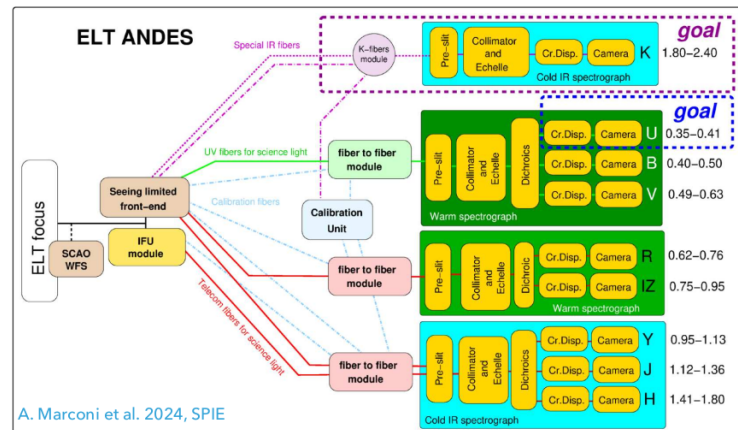 ELT ANDES
goal
Special IR fibers
K-fibers
module
Pre-slit
Collimator
and
Echelle
Cr.Disp.
Camera
K
1.80-2.40
Cold IR spectrograph
goal
UV fibers for science light
fiber to fiber
module
Pre-slit
Collimator
and
Echelle
Dichroics
Cr.Disp.
Camera
U
0.35-0.41
Cr.Disp.
Camera
B
0.40-0.50
Cr.Disp.
Camera
V
0.49-0.63
Warm spectrograph
ELT focus
Seeing limited
front-end
SCAO
WFS
IFU
module
Calibration fibers
Calibration
Unit
Telecom fibers for
science light
fiber to fiber
module
Pre-slit
Collimator
and
Echelle
Dichroic
Cr.Disp.
Camera
R
0.62-0.76
Cr.Disp.
Camera
IZ
0.75-0.95
Warm spectrograph
fiber to fiber
module
Pre-slit
Collimator
and
Echelle
Dichroics
Cr.Disp.
Camera
Y
0.95-1.13
Cr.Disp.
Camera
J
1.12-1.36
Cr.Disp.
Camera
H
1.41-1.80
Cold IR spectrograph
A. Marconi et al. 2024, SPIE